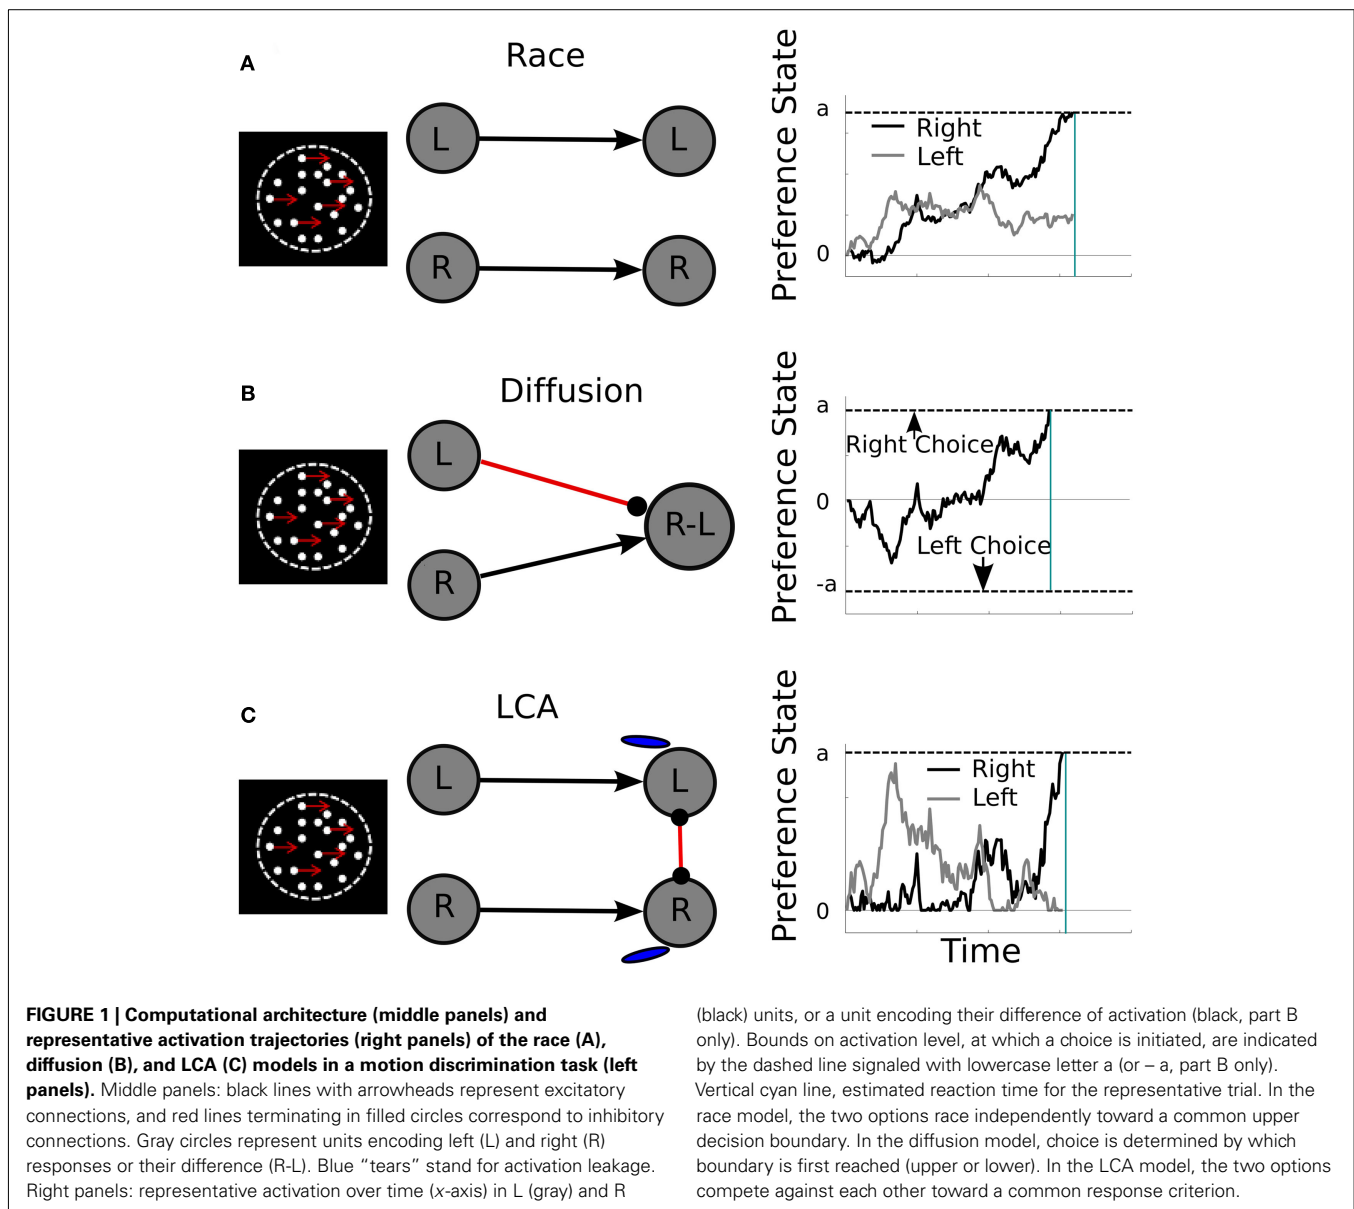 A
Race
L
L
R
R
Preference State
a
0
Right
Left
B
Diffusion
L
R
R-L
Preference State
a
0
-a
Right Choice
Left Choice
C
LCA
L
L
R
R
Preference State
a
0
Right
Left
Time
FIGURE 1 | Computational architecture (middle panels) and
representative activation trajectories (right panels) of the race (A),
diffusion (B), and LCA (C) models in a motion discrimination task (left
panels). Middle panels: black lines with arrowheads represent excitatory
connections, and red lines terminating in filled circles correspond to inhibitory
connections. Gray circles represent units encoding left (L) and right (R)
responses or their difference (R-L). Blue “tears” stand for activation leakage.
Right panels: representative activation over time (x-axis) in L (gray) and R
(black) units, or a unit encoding their difference of activation (black, part B
only). Bounds on activation level, at which a choice is initiated, are indicated
by the dashed line signaled with lowercase letter a (or – a, part B only).
Vertical cyan line, estimated reaction time for the representative trial. In the
race model, the two options race independently toward a common upper
decision boundary. In the diffusion model, choice is determined by which
boundary is first reached (upper or lower). In the LCA model, the two options
compete against each other toward a common response criterion.